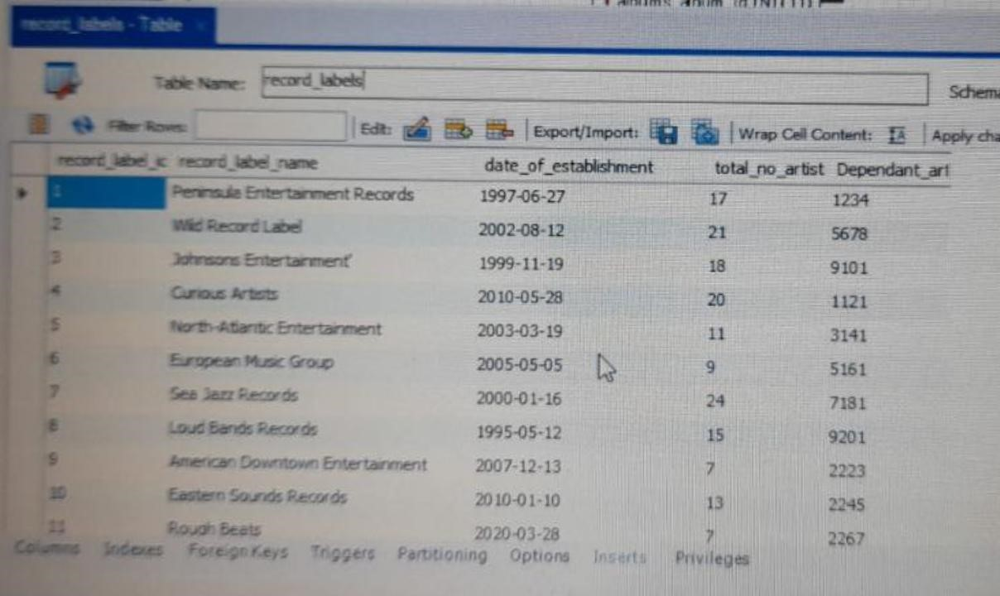 record_labels - Table
Table Name: record_labels Schema
Filter Rows: Edit: Export/Import: Wrap Cell Content: Apply cha
record_label_ic record_label_name date_of_establishment total_no_artist Dependant_art
1 Peninsula Entertainment Records 1997-06-27 17 1234
2 Wild Record Label 2002-08-12 21 5678
3 Johnsons Entertainment' 1999-11-19 18 9101
4 Curious Artists 2010-05-28 20 1121
5 North-Atlantic Entertainment 2003-03-19 11 3141
6 European Music Group 2005-05-05 9 5161
7 Sea Jazz Records 2000-01-16 24 7181
8 Loud Bands Records 1995-05-12 15 9201
9 American Downtown Entertainment 2007-12-13 7 2223
10 Eastern Sounds Records 2010-01-10 13 2245
11 Rough Beats 2020-03-28 7 2267
Columns Indexes Foreign Keys Triggers Partitioning Options Inserts Privileges